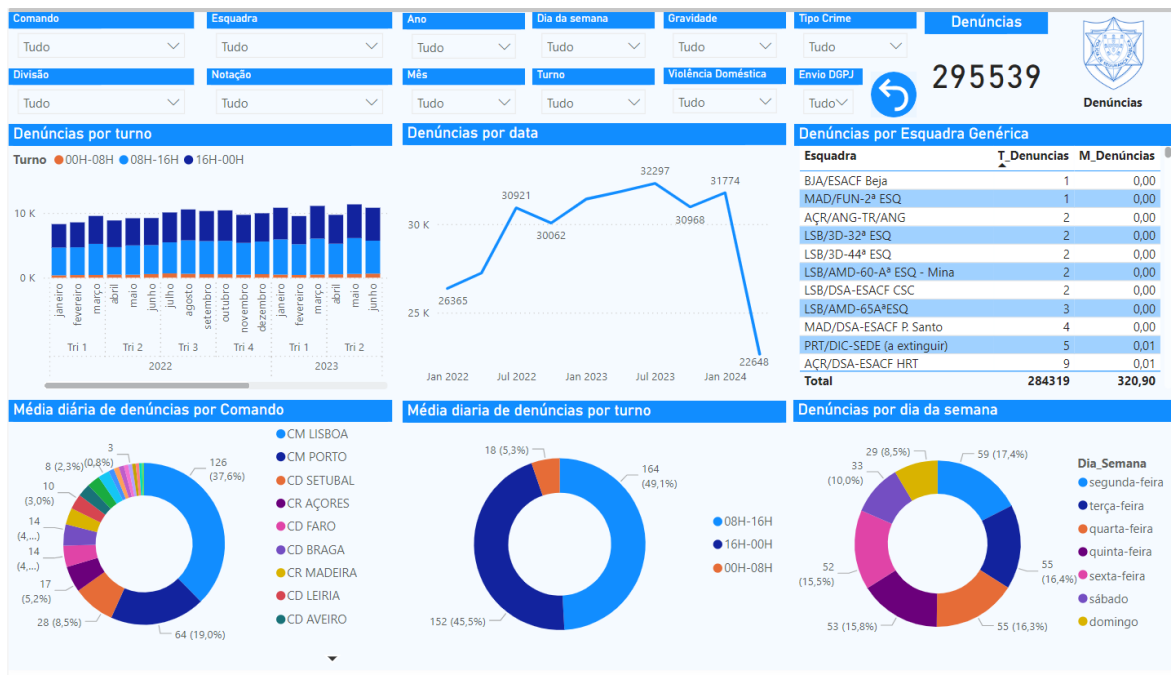 Comando
Esquadra
Ano
Dia da semana
Gravidade
Tipo Crime
Denúncias
Tudo
Tudo
Tudo
Tudo
Tudo
Tudo
Divisão
Notação
Mês
Turno
Violência Doméstica
Envio DGPJ
295539
Tudo
Tudo
Tudo
Tudo
Tudo
Tudo
Denúncias
Denúncias por turno
Turno 00H-08H 08H-16H 16H-00H
10 K
0 K
janeiro
fevereiro
março
abril
maio
junho
julho
agosto
setembro
outubro
novembro
dezembro
janeiro
fevereiro
março
abril
maio
junho
Tri 1
Tri 2
Tri 3
Tri 4
Tri 1
Tri 2
2022
2023
Denúncias por data
30 K
25 K
26365
30921
30062
32297
30968
31774
22648
Jan 2022
Jul 2022
Jan 2023
Jul 2023
Jan 2024
Denúncias por Esquadra Genérica
Esquadra T_Denuncias M_Denúncias
BJA/ESACF Beja 1 0,00
MAD/FUN-2ª ESQ 1 0,00
AÇR/ANG-TR/ANG 2 0,00
LSB/3D-32ª ESQ 2 0,00
LSB/3D-44ª ESQ 2 0,00
LSB/AMD-60-Aª ESQ - Mina 2 0,00
LSB/DSA-ESACF CSC 2 0,00
LSB/AMD-65AªESQ 3 0,00
MAD/DSA-ESACF P. Santo 4 0,00
PRT/DIC-SEDE (a extinguir) 5 0,01
AÇR/DSA-ESACF HRT 9 0,01
Total 284319 320,90
Média diária de denúncias por Comando
126
(37,6%)
64 (19,0%)
28 (8,5%)
17
(5,2%)
14
(4,...)
14
(4,...)
10
(3,0%)
8 (2,3%)
3
(0,8%)
CM LISBOA
CM PORTO
CD SETUBAL
CR AÇORES
CD FARO
CD BRAGA
CR MADEIRA
CD LEIRIA
CD AVEIRO
Média diaria de denúncias por turno
18 (5,3%)
164
(49,1%)
152 (45,5%)
08H-16H
16H-00H
00H-08H
Denúncias por dia da semana
29 (8,5%)
59 (17,4%)
33
(10,0%)
55
(16,4%)
52
(15,5%)
53 (15,8%)
55 (16,3%)
Dia_Semana
segunda-feira
terça-feira
quarta-feira
quinta-feira
sexta-feira
sábado
domingo